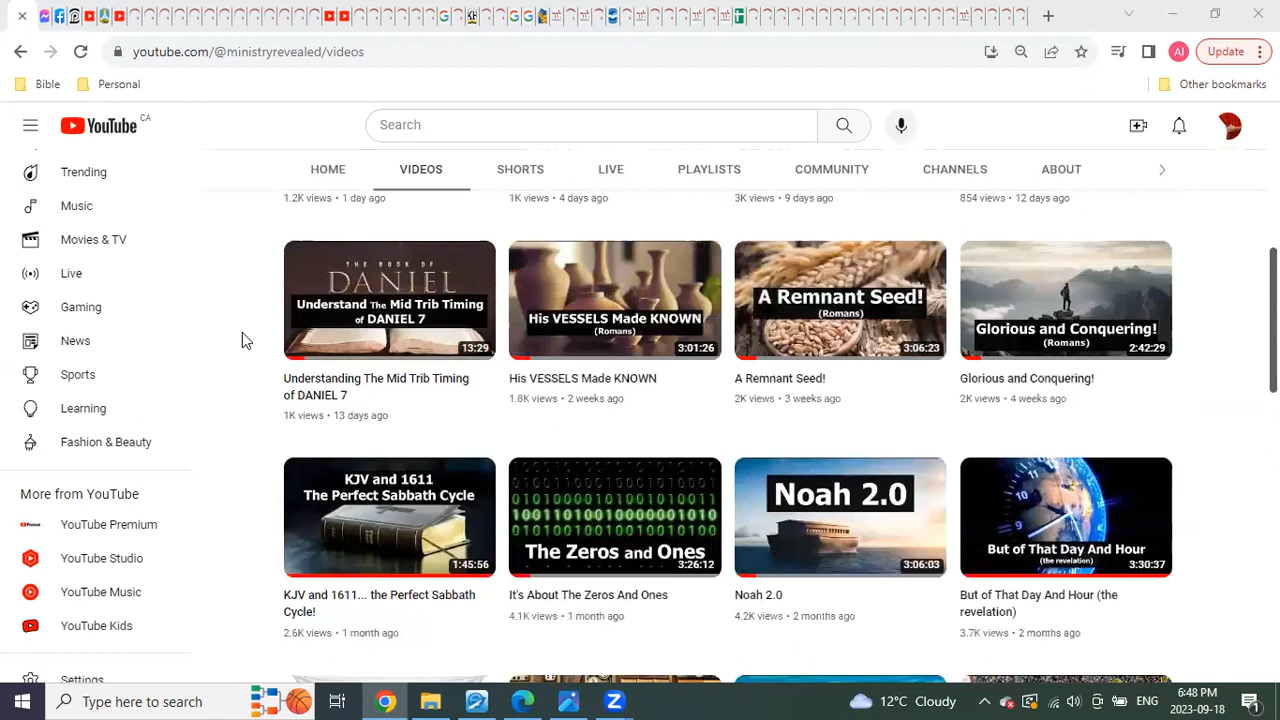 youtube.com/@ministryrevealed/videos
AI
Update
Bible
Personal
Other bookmarks
YouTube CA
Search
HOME
VIDEOS
SHORTS
LIVE
PLAYLISTS
COMMUNITY
CHANNELS
ABOUT
Trending
Music
Movies & TV
Live
Gaming
News
Sports
Learning
Fashion & Beauty
More from YouTube
YouTube Premium
YouTube Studio
YouTube Music
YouTube Kids
Settings
1.2K views • 1 day ago
1K views • 4 days ago
3K views • 9 days ago
854 views • 12 days ago
THE BOOK OF
DANIEL
Understand The Mid Trib Timing
of DANIEL 7
13:29
Understanding The Mid Trib Timing
of DANIEL 7
1K views • 13 days ago
His VESSELS Made KNOWN
(Romans)
3:01:26
His VESSELS Made KNOWN
1.8K views • 2 weeks ago
A Remnant Seed!
(Romans)
3:06:23
A Remnant Seed!
2K views • 3 weeks ago
Glorious and Conquering!
(Romans)
2:42:29
Glorious and Conquering!
2K views • 4 weeks ago
KJV and 1611
The Perfect Sabbath Cycle
1:45:56
KJV and 1611... the Perfect Sabbath
Cycle!
2.6K views • 1 month ago
The Zeros and Ones
3:26:12
It's About The Zeros And Ones
4.1K views • 1 month ago
Noah 2.0
3:06:03
Noah 2.0
4.2K views • 2 months ago
But of That Day And Hour
(the revelation)
3:30:37
But of That Day And Hour (the
revelation)
3.7K views • 2 months ago
Type here to search
12°C Cloudy
ENG
6:48 PM
2023-09-18